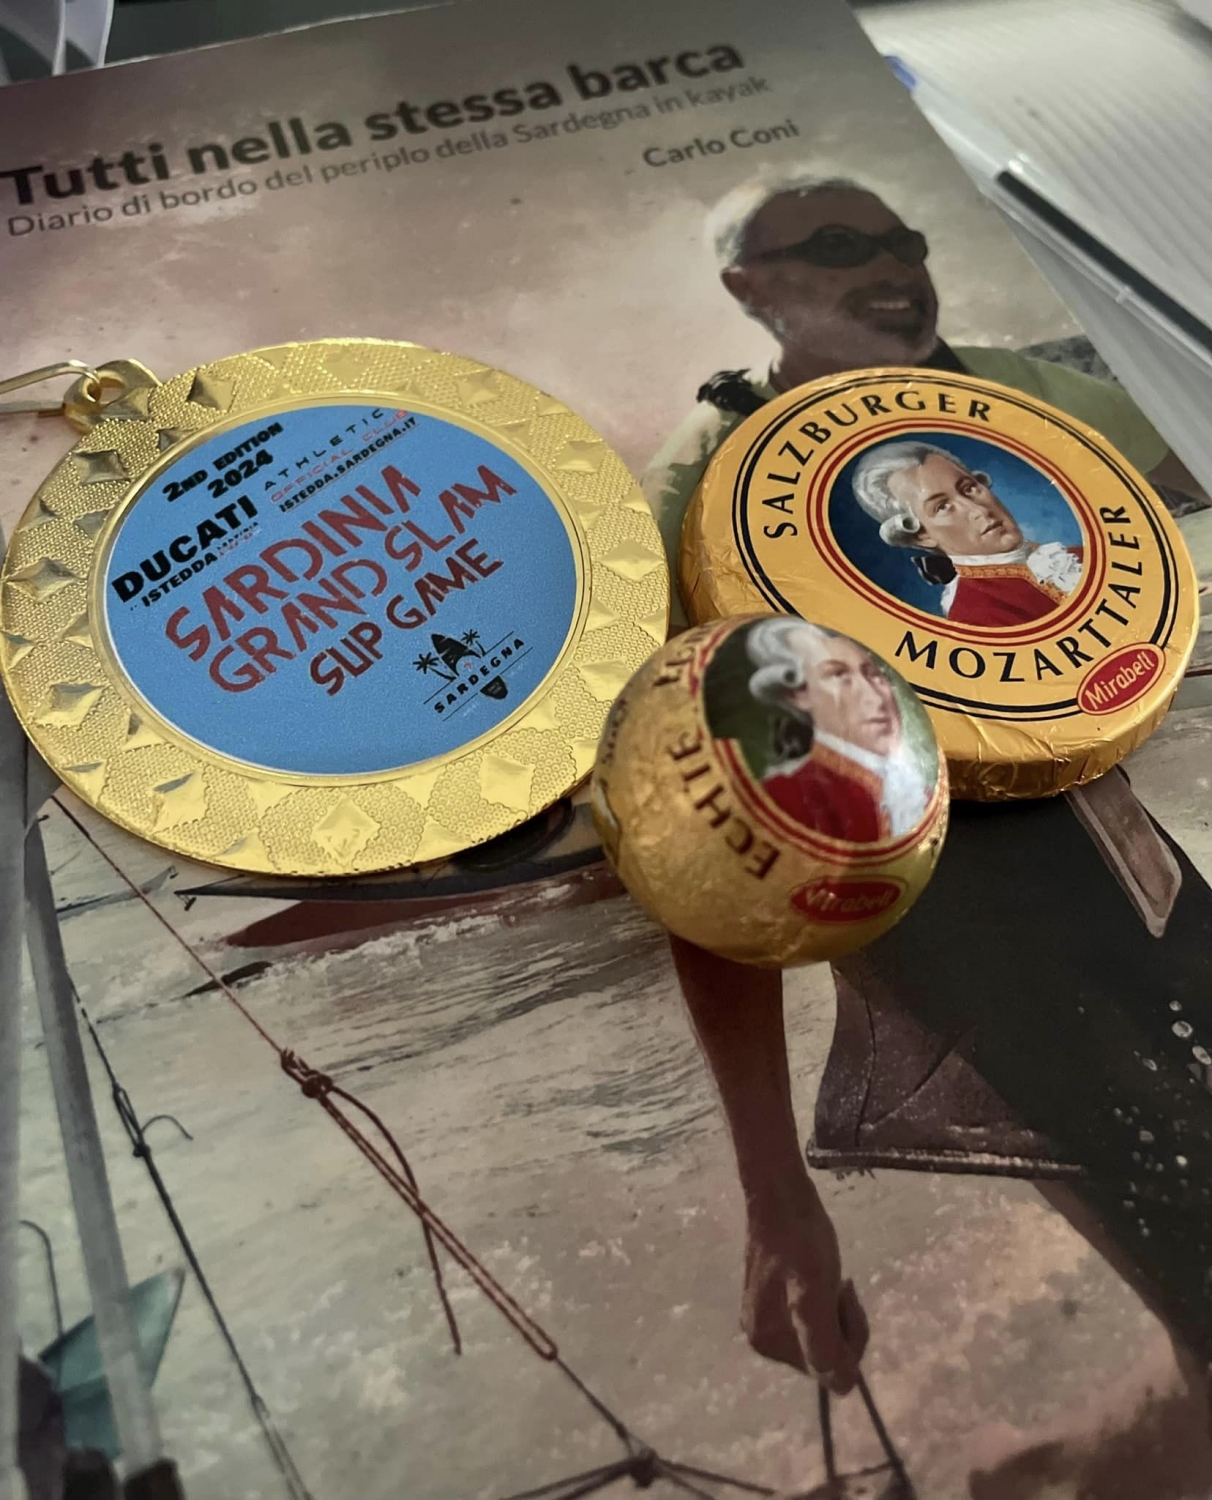 Tutti nella stessa barca
Diario di bordo del periplo della Sardegna in kayak
Carlo Coni
2ND EDITION
2024
ATHLETIC
OFFICIAL CLUB
ISTEDDA.SARDEGNA.IT
DUCATI
ISTEDDA
SARDINIA
GRAND SLAM
SUP GAME
SARDEGNA
SALZBURGER
MOZARTTALER
Mirabell
ECHTE
Mirabell